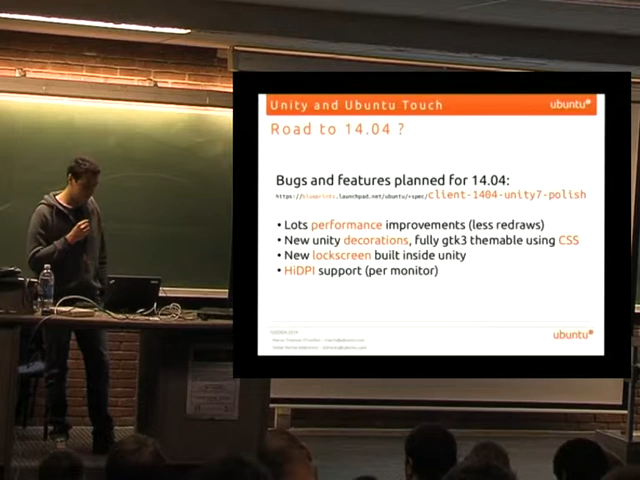 Unity and Ubuntu Touch
ubuntu
Road to 14.04 ?
Bugs and features planned for 14.04:
https://blueprints.launchpad.net/ubuntu/+spec/client-1404-unity7-polish
• Lots performance improvements (less redraws)
• New unity decorations, fully gtk3 themable using CSS
• New lockscreen built inside unity
• HiDPI support (per monitor)
ubuntu